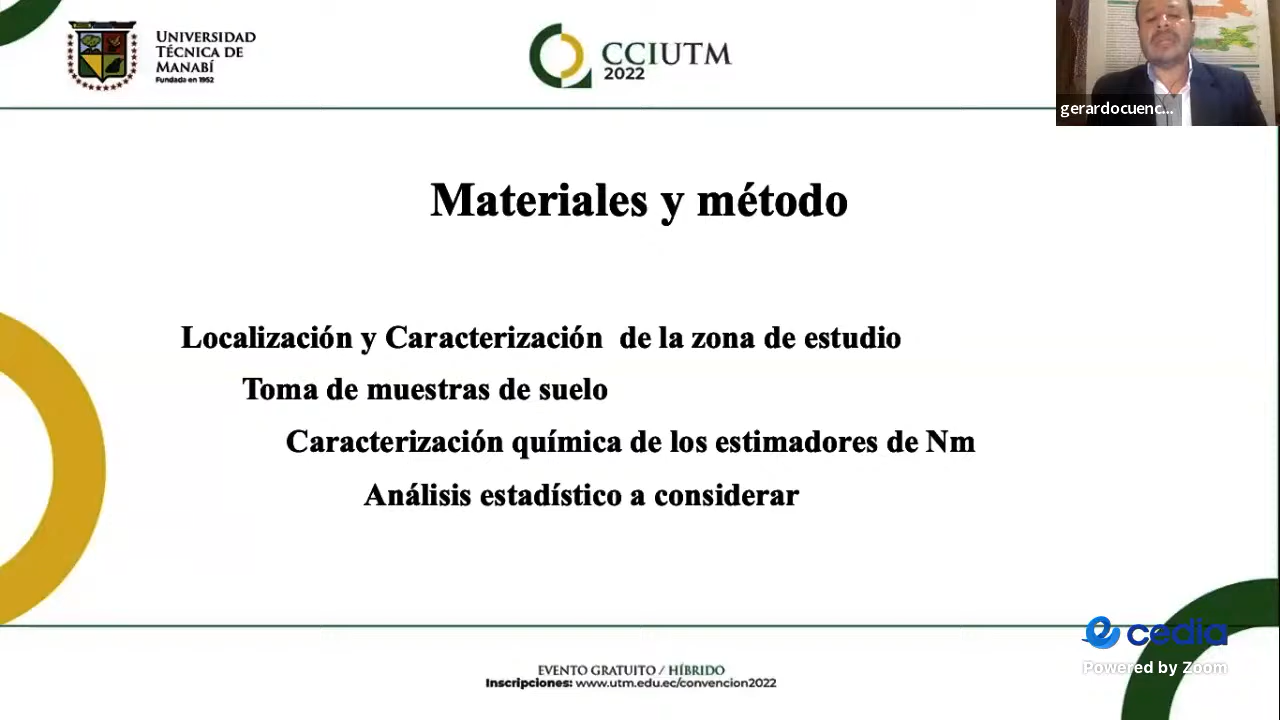 UNIVERSIDAD
TÉCNICA DE
MANABÍ
Fundada en 1952
CCIUTM
2022
gerardocuenc...
Materiales y método
Localización y Caracterización de la zona de estudio
Toma de muestras de suelo
Caracterización química de los estimadores de Nm
Análisis estadístico a considerar
cedia
Powered by Zoom
EVENTO GRATUITO / HÍBRIDO
Inscripciones: www.utm.edu.ec/convencion2022